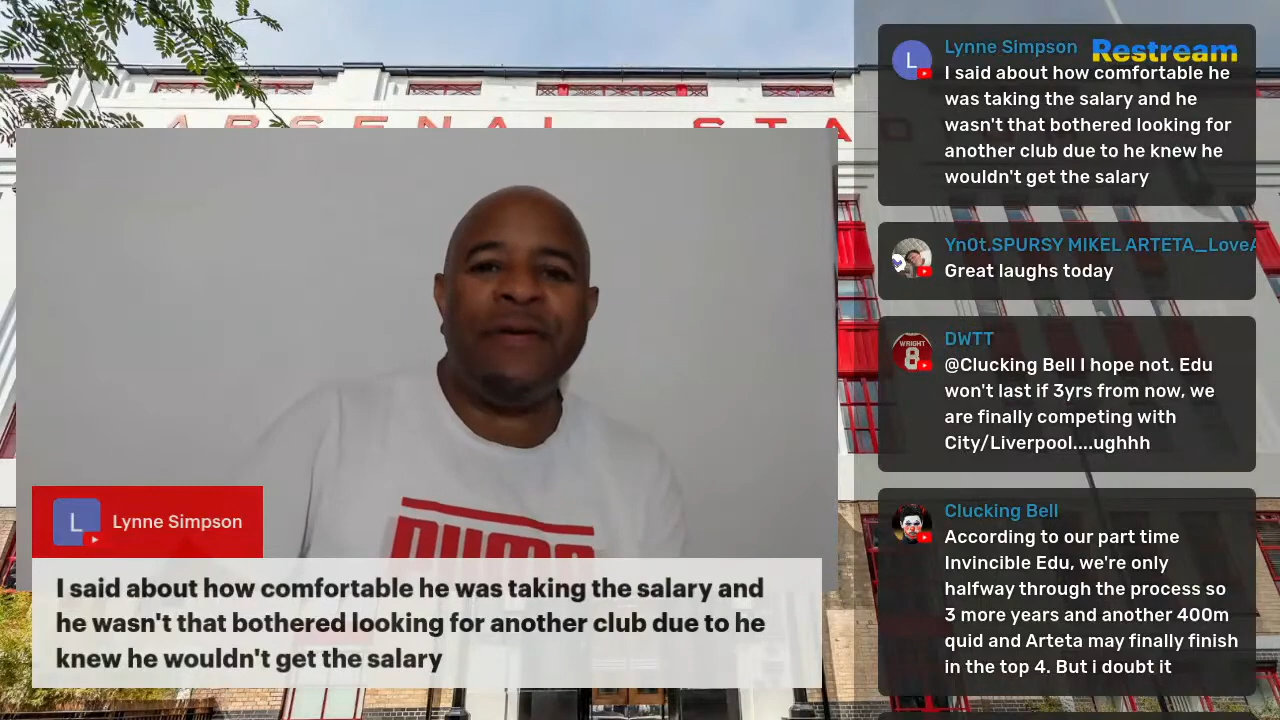 ARSENAL STA
Lynne Simpson
Restream
I said about how comfortable he
was taking the salary and he
wasn't that bothered looking for
another club due to he knew he
wouldn't get the salary
Yn0t.SPURSY MIKEL ARTETA_Love
Great laughs today
DWTT
WRIGHT
8
@Clucking Bell I hope not. Edu
won't last if 3yrs from now, we
are finally competing with
City/Liverpool....ughhh
Clucking Bell
According to our part time
Invincible Edu, we're only
halfway through the process so
3 more years and another 400m
quid and Arteta may finally finish
in the top 4. But i doubt it
PUMA
L
L
Lynne Simpson
I said about how comfortable he was taking the salary and
he wasn't that bothered looking for another club due to he
knew he wouldn't get the salary